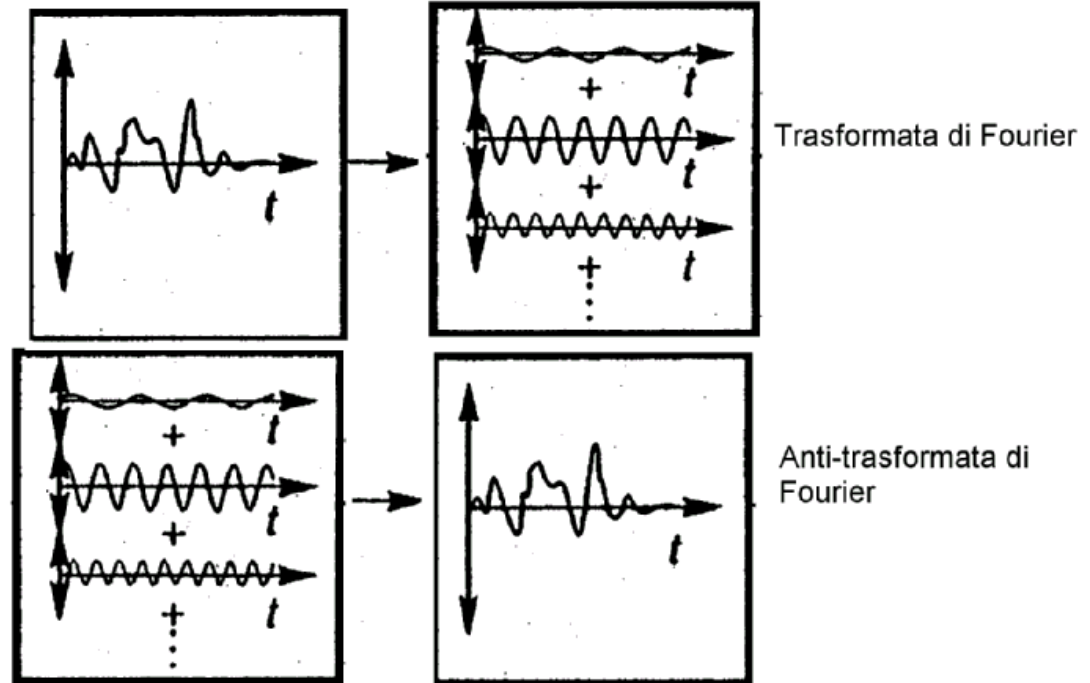 t
+
t
+
t
+
t
Trasformata di Fourier
t
+
t
+
t
+
t
Anti-trasformata di
Fourier